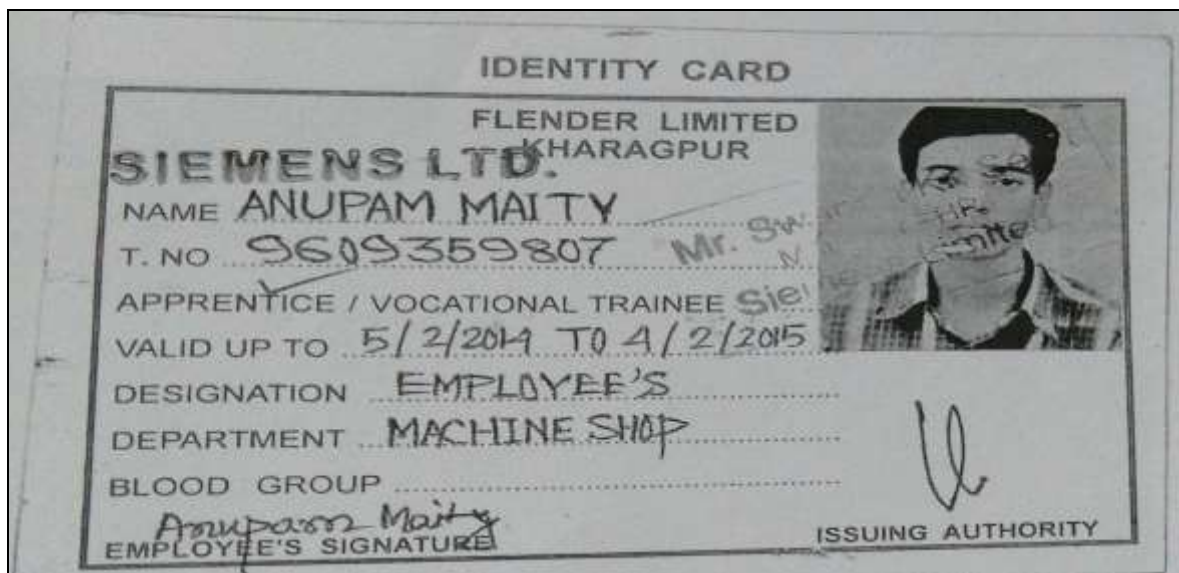 IDENTITY CARD
FLENDER LIMITED
KHARAGPUR
SIEMENS LTD.
NAME ANUPAM MAITY
T. NO 9609359807
Mr.
APPRENTICE / VOCATIONAL TRAINEE
VALID UP TO 5/2/2014 TO 4/2/2015
DESIGNATION EMPLOYEE'S
DEPARTMENT MACHINE SHOP
BLOOD GROUP
Anupam Maity
EMPLOYEE'S SIGNATURE
ISSUING AUTHORITY